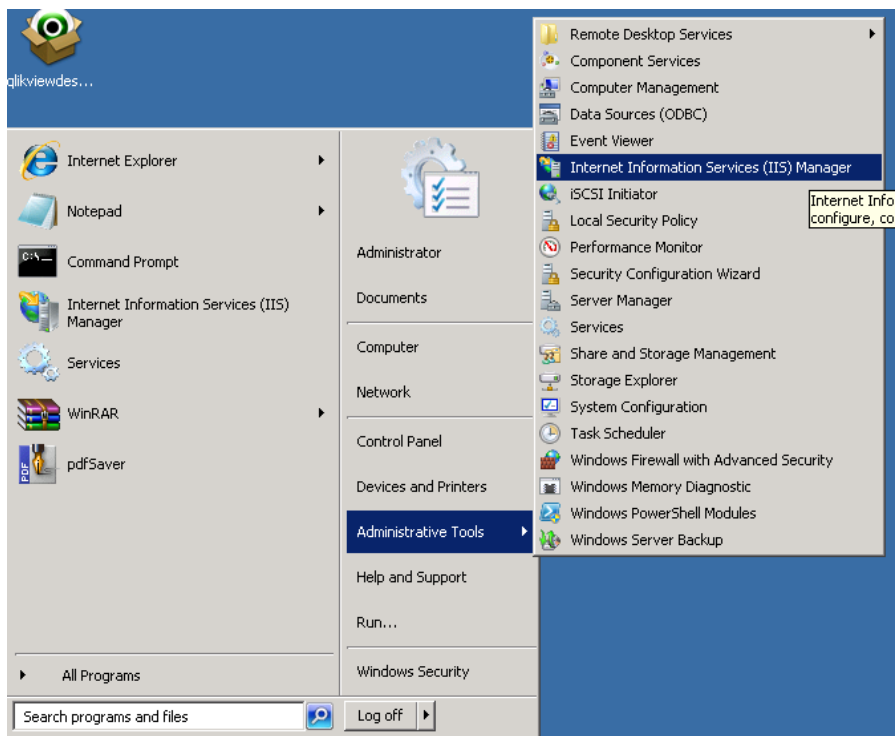 qlikviewdes...
Internet Explorer
Notepad
C:\
Command Prompt
Internet Information Services (IIS)
Manager
Services
WinRAR
PDF
pdfSaver
All Programs
Search programs and files
Administrator
Documents
Computer
Network
Control Panel
Devices and Printers
Administrative Tools
Help and Support
Run...
Windows Security
Log off
Remote Desktop Services
Component Services
Computer Management
Data Sources (ODBC)
Event Viewer
Internet Information Services (IIS) Manager
iSCSI Initiator
Local Security Policy
Performance Monitor
Security Configuration Wizard
Server Manager
Services
Share and Storage Management
Storage Explorer
System Configuration
Task Scheduler
Windows Firewall with Advanced Security
Windows Memory Diagnostic
Windows PowerShell Modules
Windows Server Backup
Internet Info
configure, co